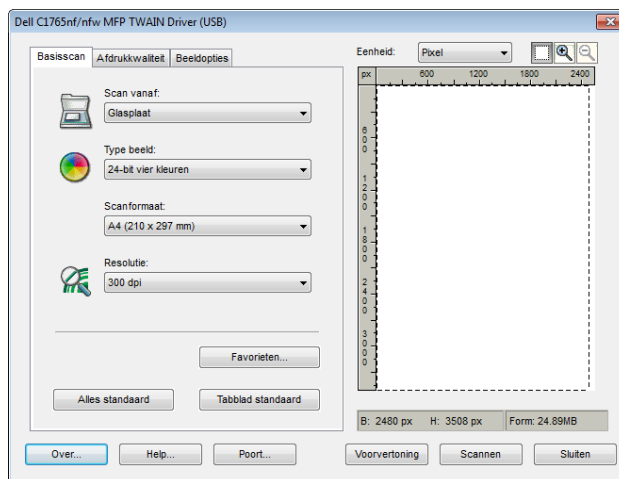 Dell C1765nf/nfw MFP TWAIN Driver (USB)
Basisscan
Afdrukkwaliteit
Beeldopties
Scan vanaf:
Glasplaat
Type beeld:
24-bit vier kleuren
Scanformaat:
A4 (210 x 297 mm)
Resolutie:
300 dpi
Favorieten...
Alles standaard
Tabblad standaard
Eenheid:
Pixel
px
600 1200 1800 2400
600
1200
1800
2400
3000
B: 2480 px H: 3508 px Form: 24.89MB
Over...
Help...
Poort...
Voorvertoning
Scannen
Sluiten